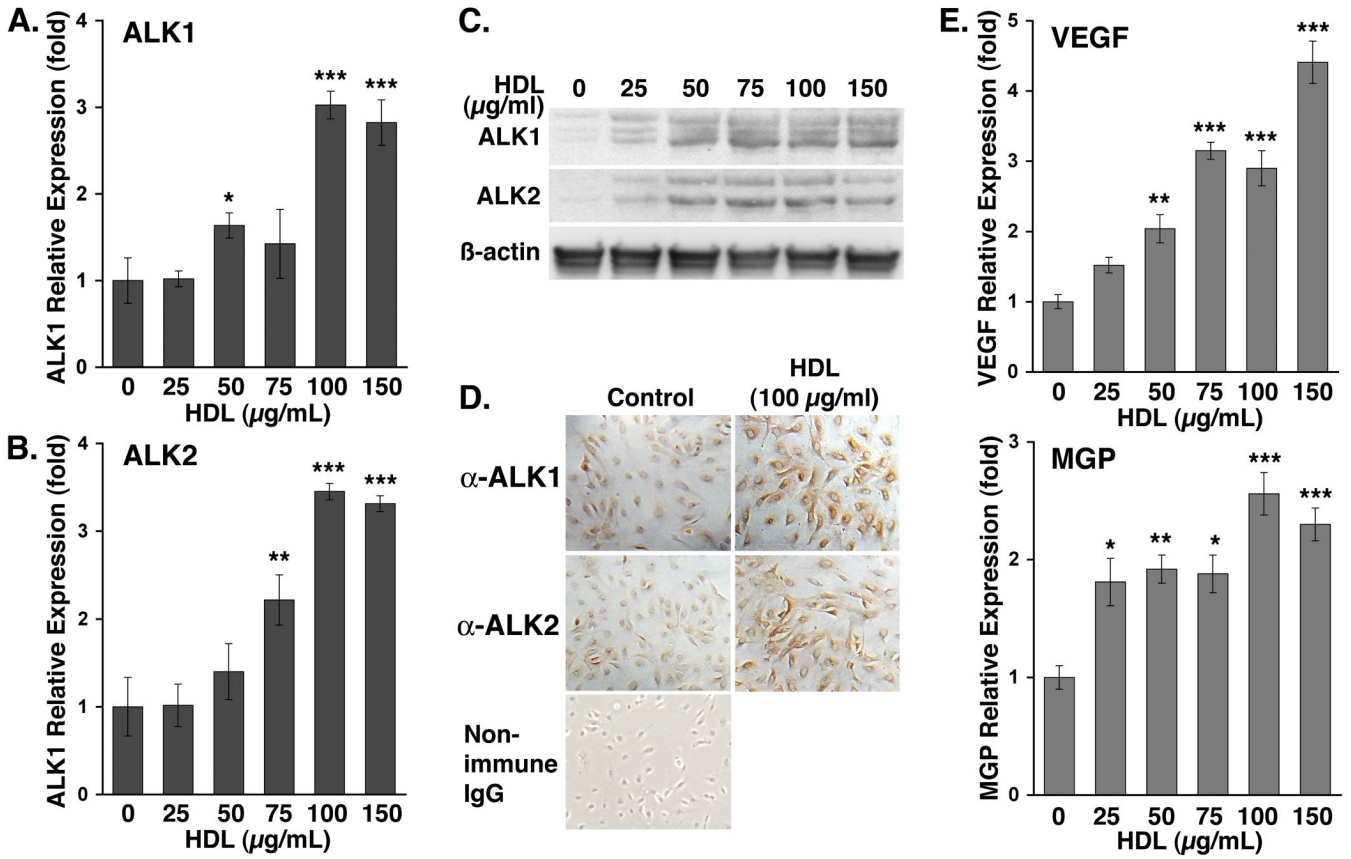 A.
ALK1
ALK1 Relative Expression (fold)
4
3
2
1
0
*
***
***
0 25 50 75 100 150
HDL (µg/mL)
B.
ALK2
ALK1 Relative Expression (fold)
4
3
2
1
0
**
***
***
0 25 50 75 100 150
HDL (µg/mL)
C.
HDL 0 25 50 75 100 150
(µg/ml)
ALK1
ALK2
ß-actin
D.
Control
HDL
(100 µg/ml)
α-ALK1
α-ALK2
Non-
immune
IgG
E.
VEGF
VEGF Relative Expression (fold)
5
4
3
2
1
0
**
***
***
***
0 25 50 75 100 150
HDL (µg/mL)
MGP
MGP Relative Expression (fold)
3
2
1
0
*
**
*
***
***
0 25 50 75 100 150
HDL (µg/mL)